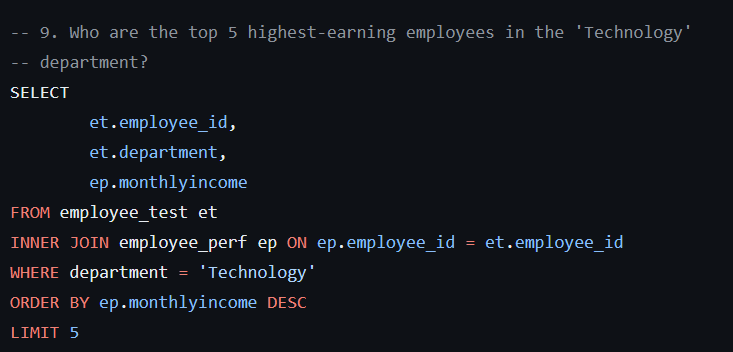 -- 9. Who are the top 5 highest-earning employees in the 'Technology'
-- department?
SELECT
        et.employee_id,
        et.department,
        ep.monthlyincome
FROM employee_test et
INNER JOIN employee_perf ep ON ep.employee_id = et.employee_id
WHERE department = 'Technology'
ORDER BY ep.monthlyincome DESC
LIMIT 5